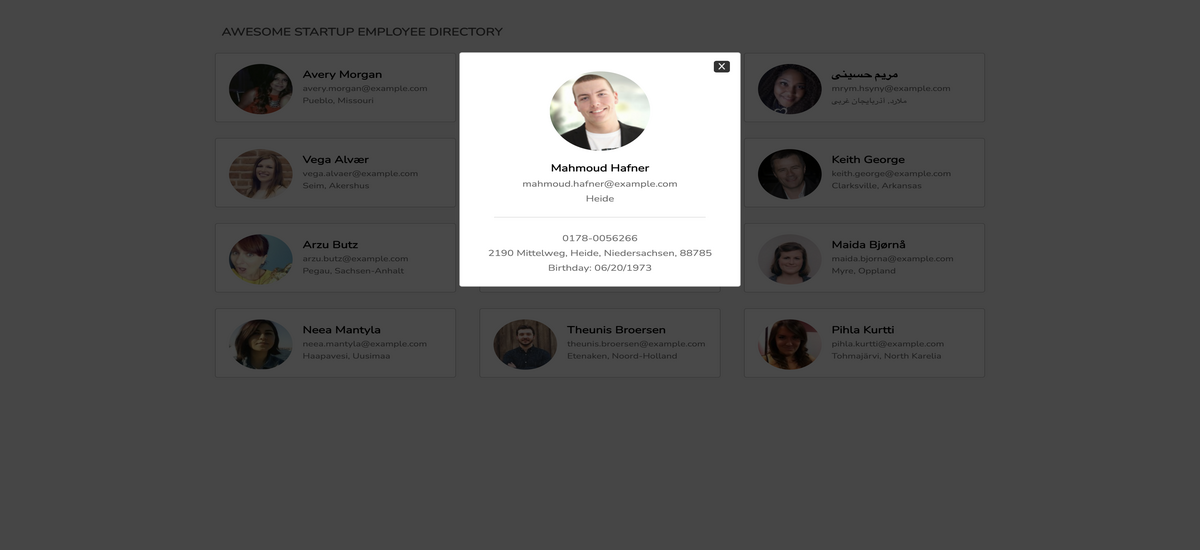 AWESOME STARTUP EMPLOYEE DIRECTORY
Avery Morgan
avery.morgan@example.com
Pueblo, Missouri
مریم حسینی
mrym.hsyny@example.com
ملارد, آذربایجان غربی
Vega Alvær
vega.alvaer@example.com
Seim, Akershus
Keith George
keith.george@example.com
Clarksville, Arkansas
Arzu Butz
arzu.butz@example.com
Pegau, Sachsen-Anhalt
Maida Bjørnå
maida.bjorna@example.com
Myre, Oppland
Neea Mantyla
neea.mantyla@example.com
Haapavesi, Uusimaa
Theunis Broersen
theunis.broersen@example.com
Etenaken, Noord-Holland
Pihla Kurtti
pihla.kurtti@example.com
Tohmajärvi, North Karelia
X
Mahmoud Hafner
mahmoud.hafner@example.com
Heide
0178-0056266
2190 Mittelweg, Heide, Niedersachsen, 88785
Birthday: 06/20/1973